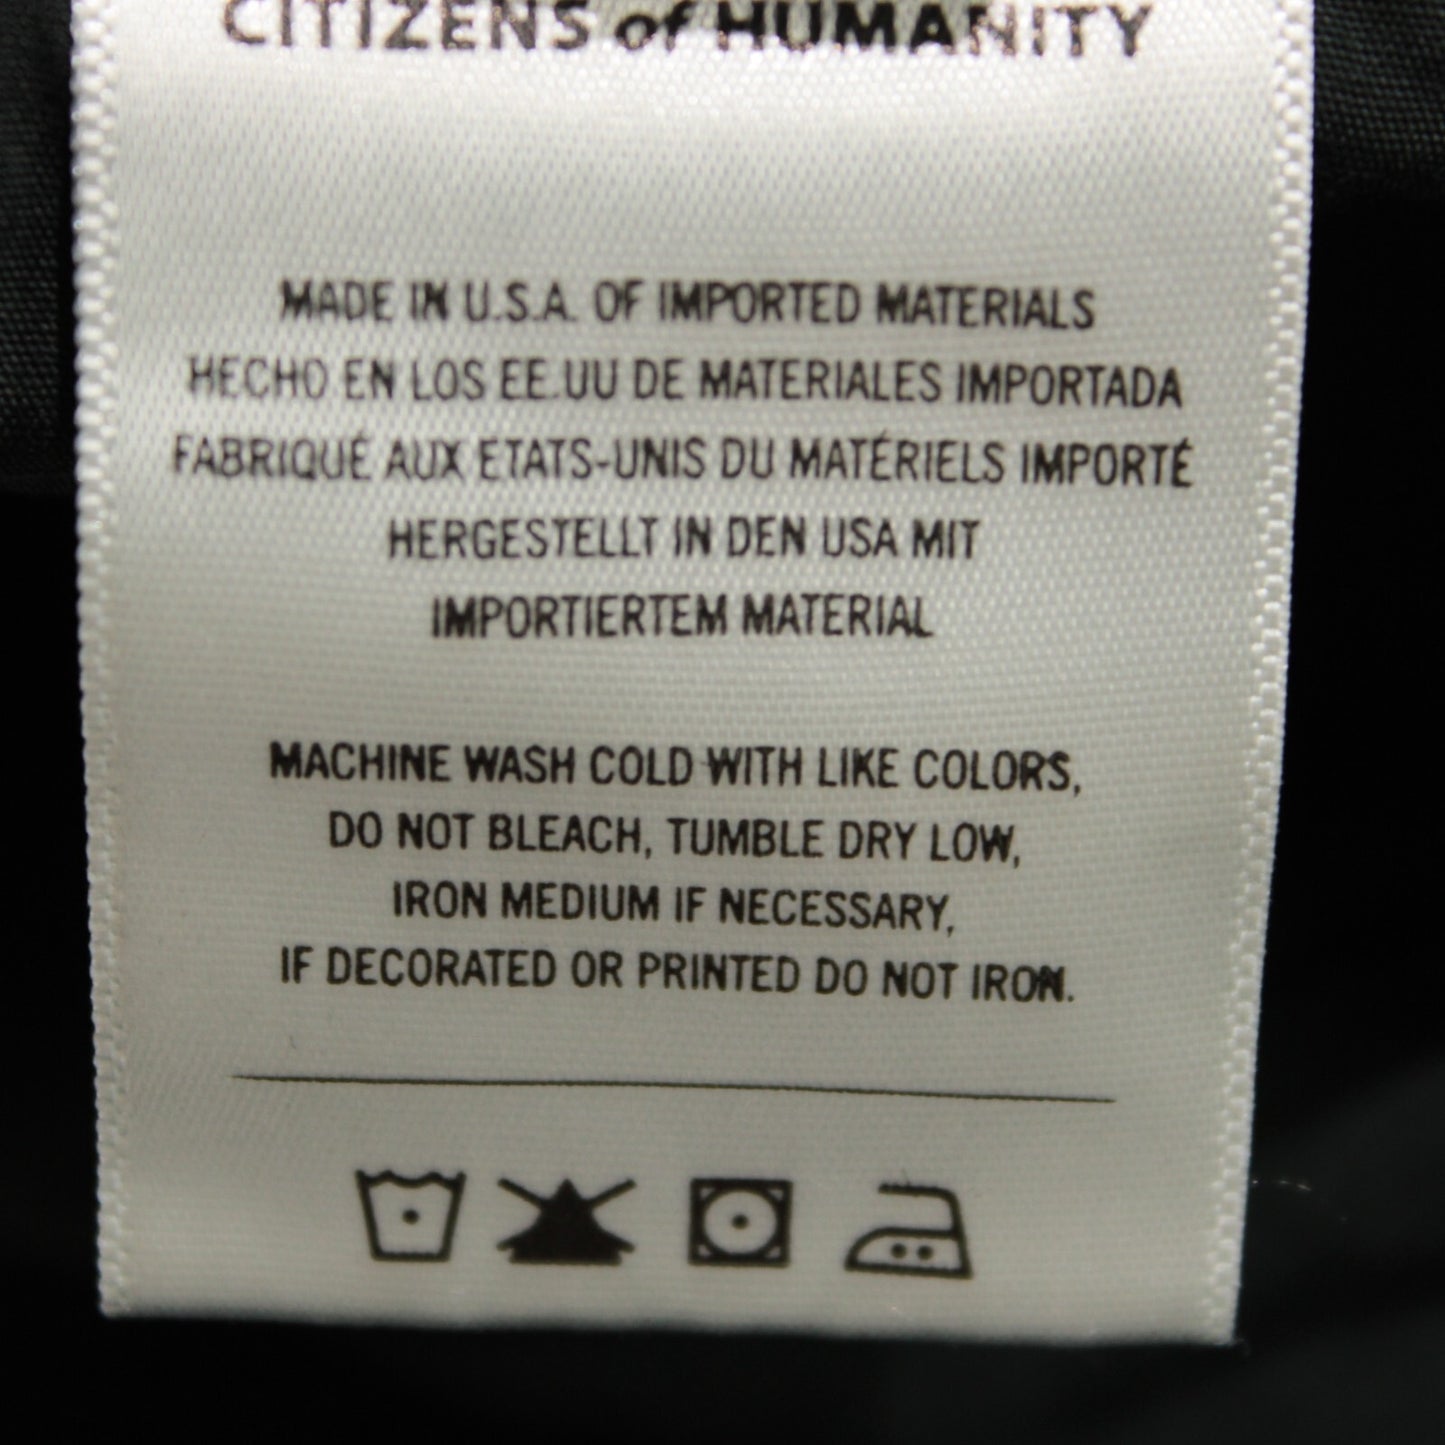 CITIZENS of HUMANITY
MADE IN U.S.A. OF IMPORTED MATERIALS
HECHO EN LOS EE.UU DE MATERIALES IMPORTADA
FABRIQUÉ AUX ETATS-UNIS DU MATÉRIELS IMPORTÉ
HERGESTELLT IN DEN USA MIT
IMPORTIERTEM MATERIAL
MACHINE WASH COLD WITH LIKE COLORS,
DO NOT BLEACH, TUMBLE DRY LOW,
IRON MEDIUM IF NECESSARY,
IF DECORATED OR PRINTED DO NOT IRON.